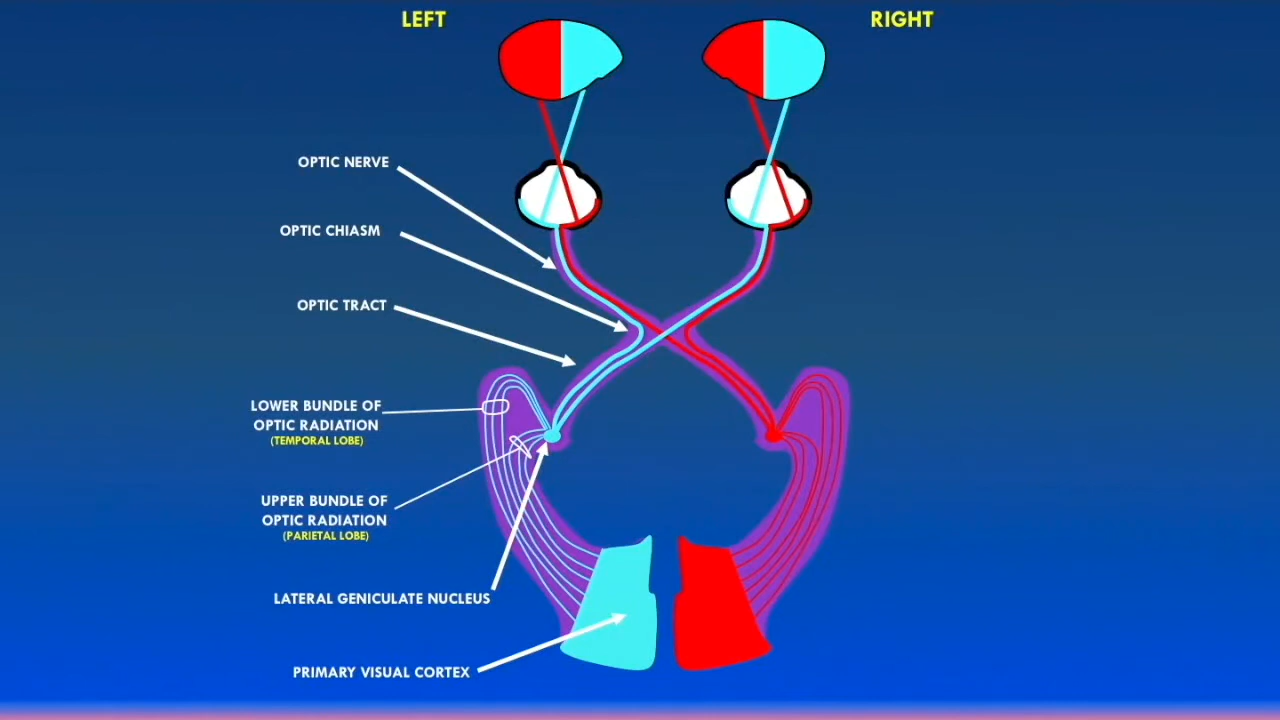 LEFT
RIGHT
OPTIC NERVE
OPTIC CHIASM
OPTIC TRACT
LOWER BUNDLE OF
OPTIC RADIATION
(TEMPORAL LOBE)
UPPER BUNDLE OF
OPTIC RADIATION
(PARIETAL LOBE)
LATERAL GENICULATE NUCLEUS
PRIMARY VISUAL CORTEX